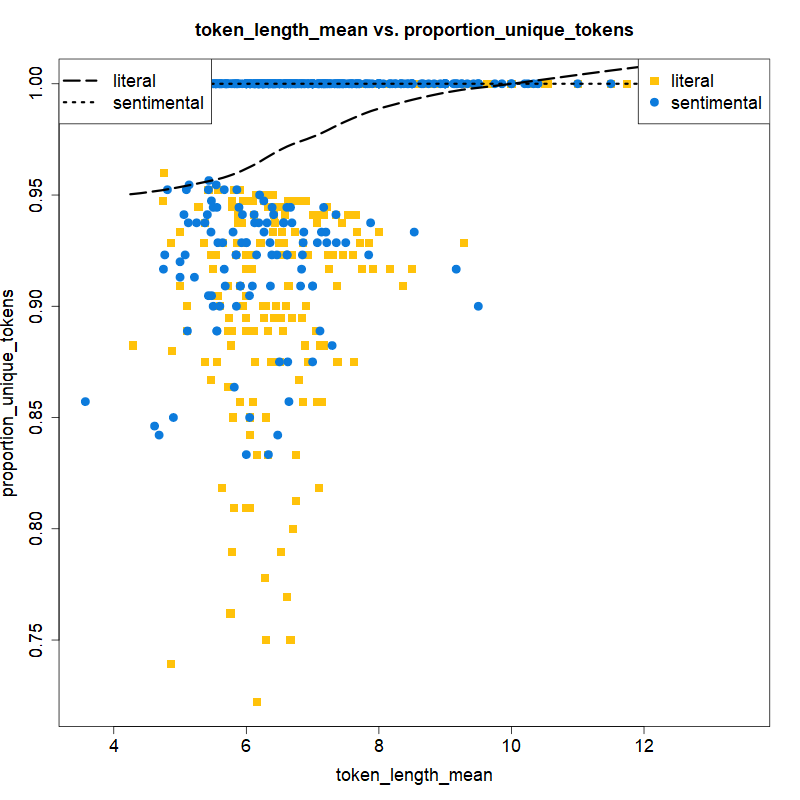 token_length_mean vs. proportion_unique_tokens
literal
sentimental
literal
sentimental
proportion_unique_tokens
1.00
0.95
0.90
0.85
0.80
0.75
4 6 8 10 12
token_length_mean